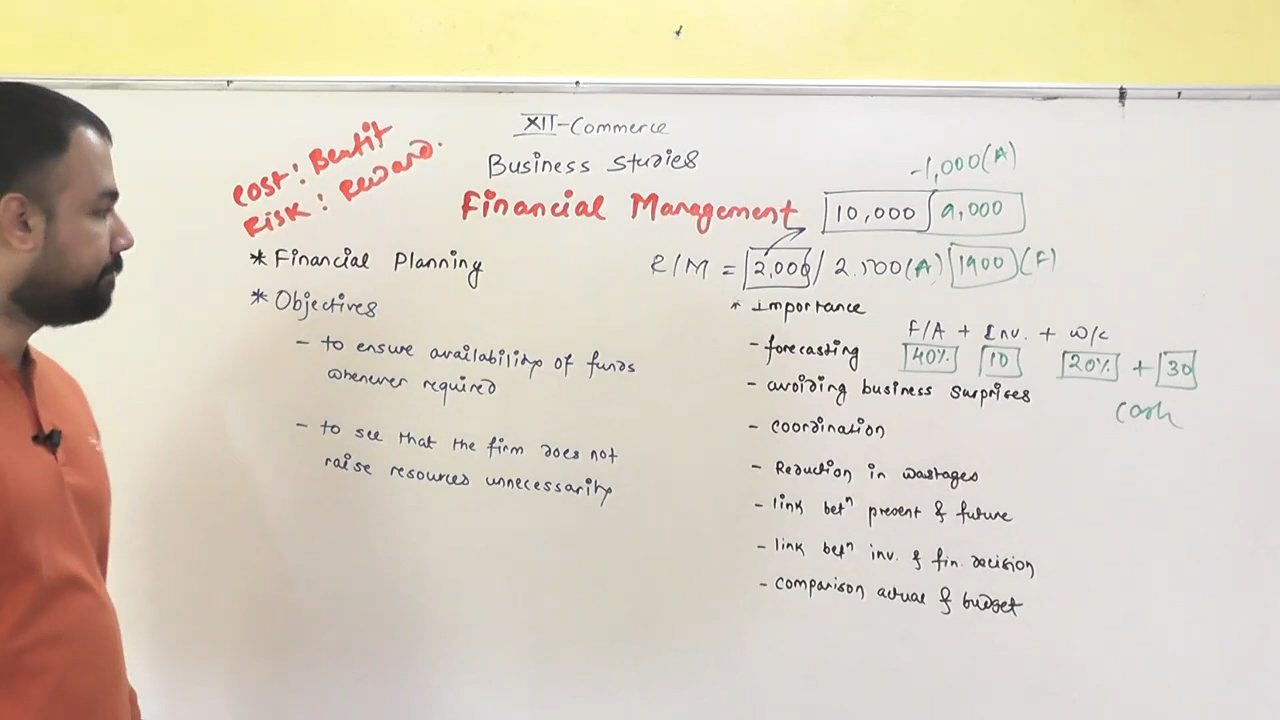 XII-Commerce
Business Studies
Financial Management
Cost: Benfit
Risk: Reward.
-1,000(A)
10,000 9,000
R/M = 2,000 / 2.100(A) 1900 (F)
* Financial Planning
* Objectives
- to ensure availability of funds
whenever required
- to see that the firm does not
raise resources unnecessarity
* importance
F/A + Inv. + w/c
- forecasting 40% 10 20% + 30
cash
- avoiding business surprises
- coordination
- Reduction in wastages
- link betn present & future
- link betn inv. & fin. decision
- comparison actual & budget